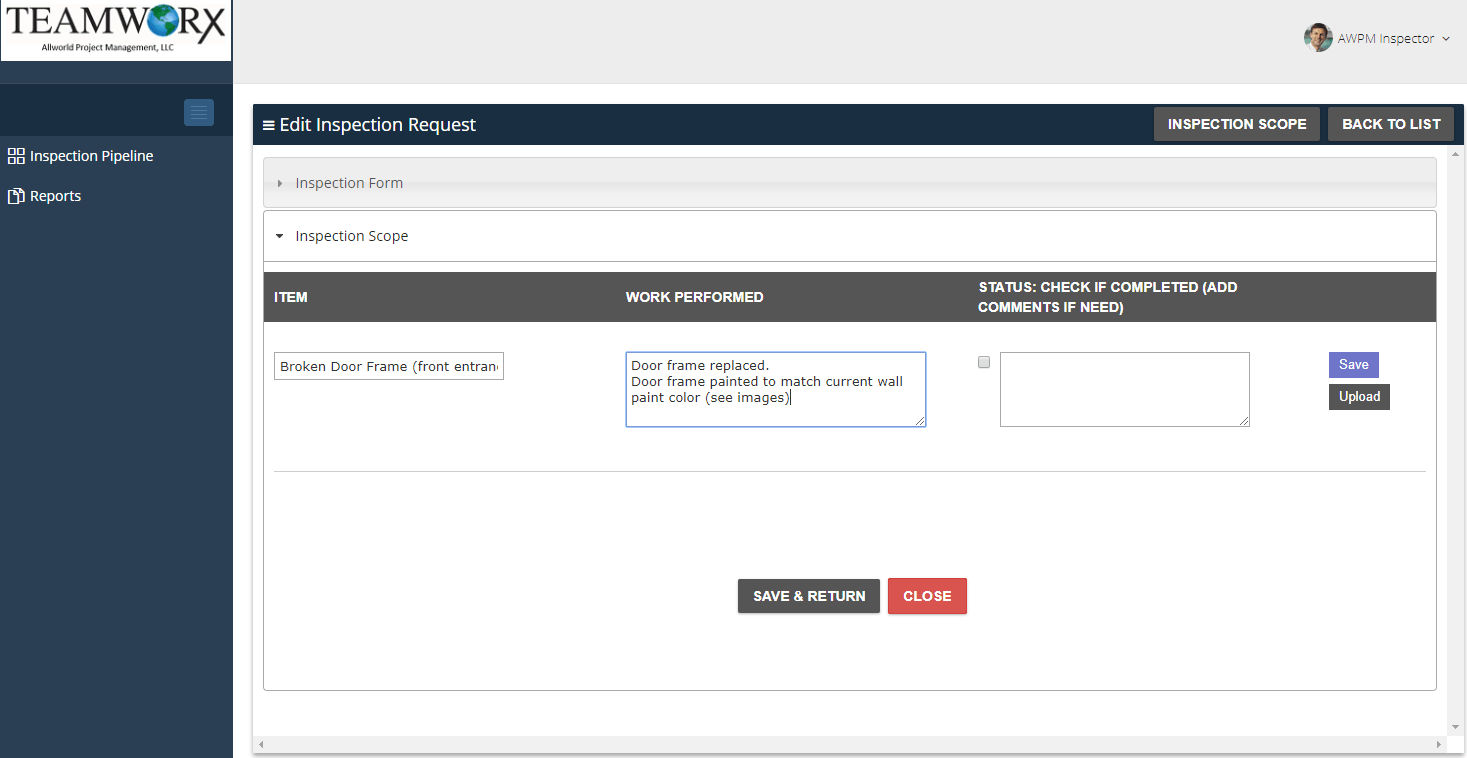 TEAMWORX
Allworld Project Management, LLC
AWPM Inspector
Inspection Pipeline
Reports
Edit Inspection Request
INSPECTION SCOPE
BACK TO LIST
Inspection Form
Inspection Scope
ITEM
WORK PERFORMED
STATUS: CHECK IF COMPLETED (ADD
COMMENTS IF NEED)
Broken Door Frame (front entran
Door frame replaced.
Door frame painted to match current wall
paint color (see images)
Save
Upload
SAVE & RETURN
CLOSE